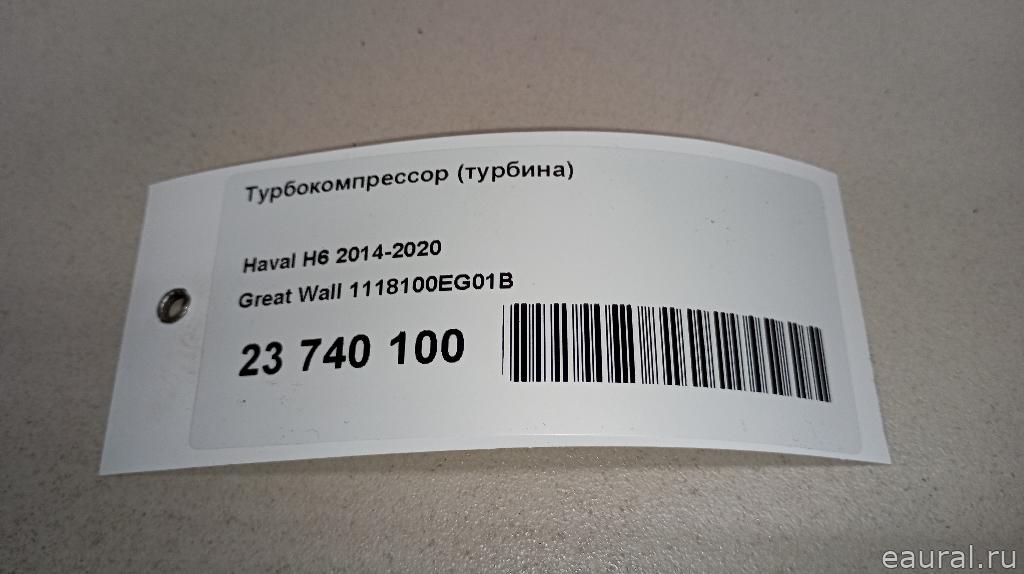 Турбокомпрессор (турбина)
Haval H6 2014-2020
Great Wall 1118100EG01B
23 740 100
eaural.ru